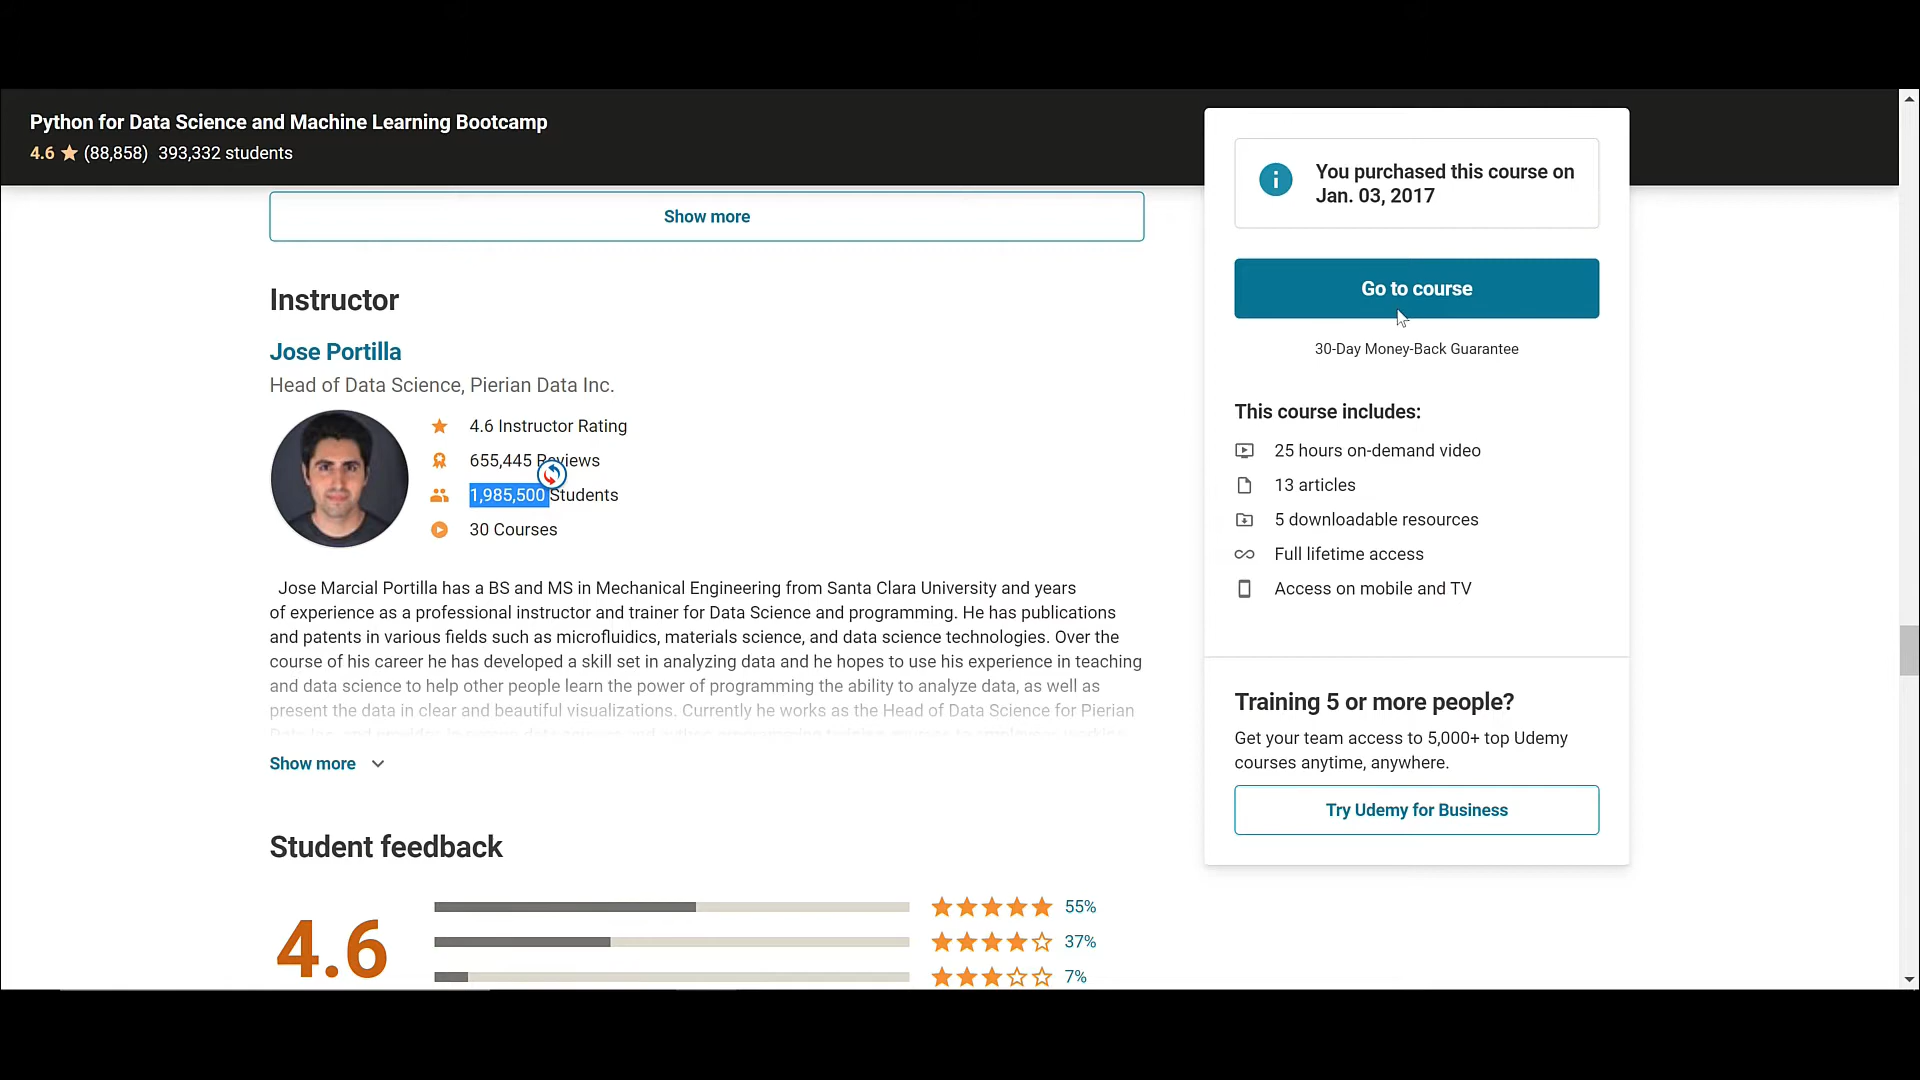 Python for Data Science and Machine Learning Bootcamp
4.6 (88,858) 393,332 students
You purchased this course on
Jan. 03, 2017
Show more
Go to course
30-Day Money-Back Guarantee
Instructor
Jose Portilla
Head of Data Science, Pierian Data Inc.
4.6 Instructor Rating
655,445 Reviews
1,985,500 Students
30 Courses
This course includes:
25 hours on-demand video
13 articles
5 downloadable resources
Full lifetime access
Access on mobile and TV
Jose Marcial Portilla has a BS and MS in Mechanical Engineering from Santa Clara University and years
of experience as a professional instructor and trainer for Data Science and programming. He has publications
and patents in various fields such as microfluidics, materials science, and data science technologies. Over the
course of his career he has developed a skill set in analyzing data and he hopes to use his experience in teaching
and data science to help other people learn the power of programming the ability to analyze data, as well as
present the data in clear and beautiful visualizations. Currently he works as the Head of Data Science for Pierian
Show more
Training 5 or more people?
Get your team access to 5,000+ top Udemy
courses anytime, anywhere.
Try Udemy for Business
Student feedback
4.6
55%
37%
7%